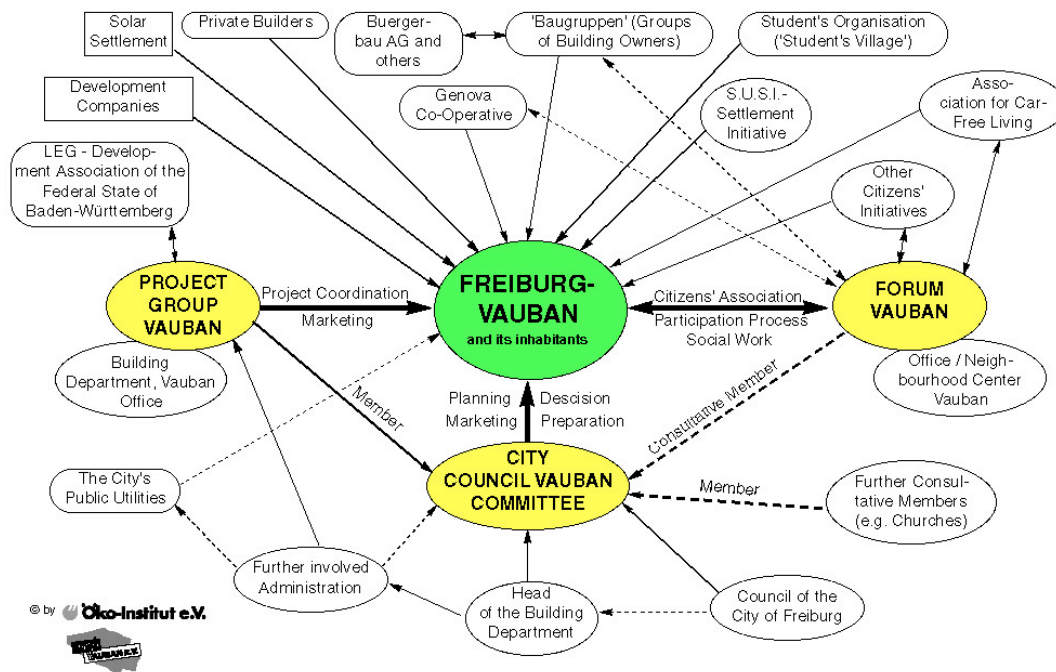 Solar
Settlement
Private Builders
Buerger-
bau AG and
others
'Baugruppen' (Groups
of Building Owners)
Student's Organisation
('Student's Village')
Development
Companies
Genova
Co-Operative
S.U.S.I.-
Settlement
Initiative
Asso-
ciation for Car-
Free Living
LEG - Develop-
ment Association of the
Federal State of
Baden-Württemberg
Other
Citizens'
Initiatives
PROJECT
GROUP
VAUBAN
Project Coordination
Marketing
FREIBURG-
VAUBAN
and its inhabitants
Citizens' Association
Participation Process
Social Work
FORUM
VAUBAN
Building
Department, Vauban
Office
Office / Neigh-
bourhood Center
Vauban
Member
Planning
Marketing
Descision
Preparation
Consultative Member
CITY
COUNCIL VAUBAN
COMMITTEE
The City's
Public Utilities
Member
Further Consul-
tative Members
(e.g. Churches)
Further involved
Administration
Head
of the Building
Department
Council of the
City of Freiburg
© by Öko-Institut e.V.
VAUBAN e.V.